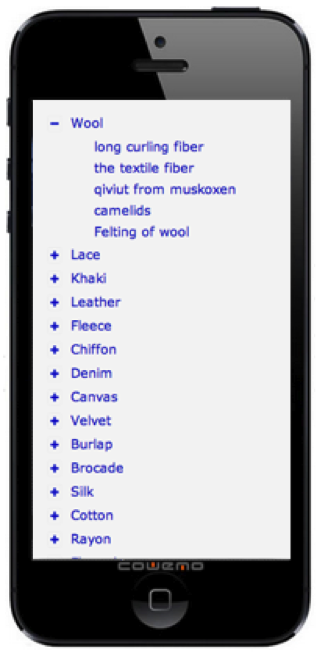 − Wool
long curling fiber
the textile fiber
qiviut from muskoxen
camelids
Felting of wool
+ Lace
+ Khaki
+ Leather
+ Fleece
+ Chiffon
+ Denim
+ Canvas
+ Velvet
+ Burlap
+ Brocade
+ Silk
+ Cotton
+ Rayon
cowemo